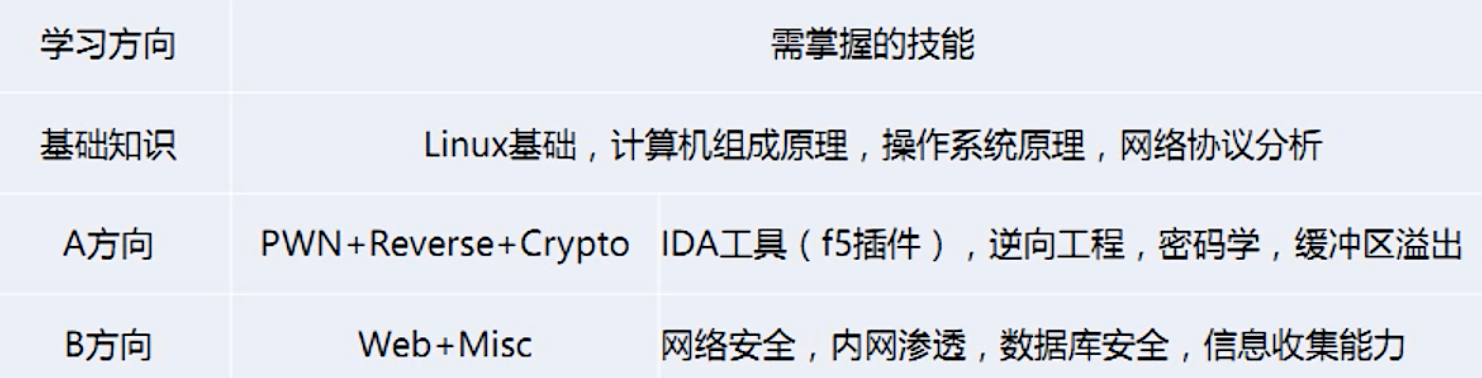 学习方向 需掌握的技能
基础知识 Linux基础，计算机组成原理，操作系统原理，网络协议分析
A方向 PWN+Reverse+Crypto IDA工具（f5插件），逆向工程，密码学，缓冲区溢出
B方向 Web+Misc 网络安全，内网渗透，数据库安全，信息收集能力